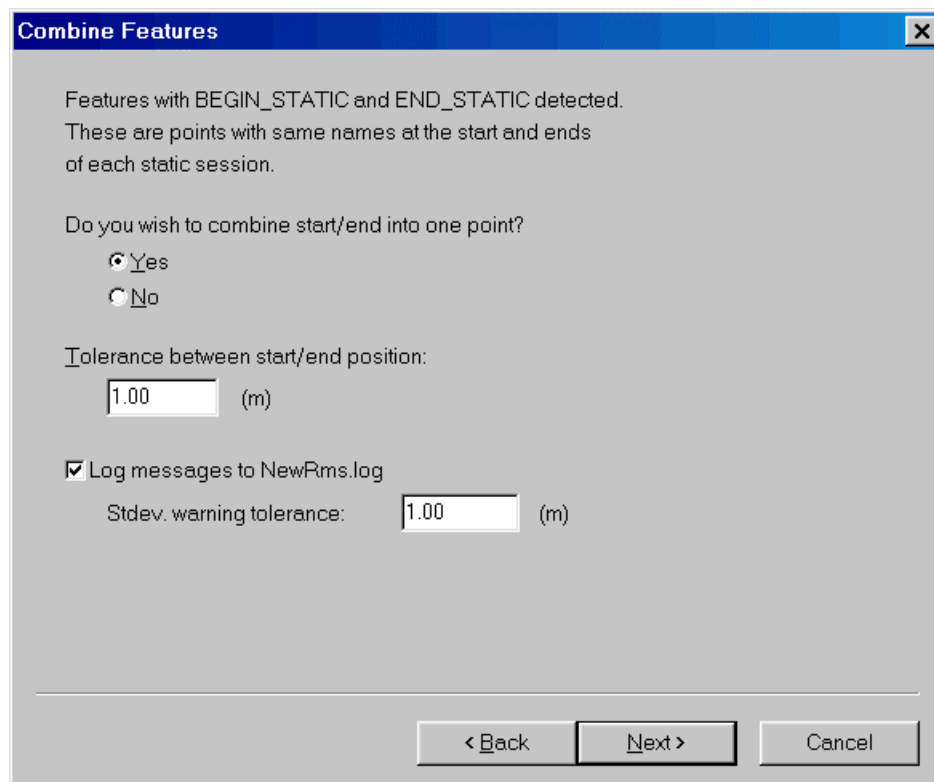 Combine Features
Features with BEGIN_STATIC and END_STATIC detected.
These are points with same names at the start and ends
of each static session.
Do you wish to combine start/end into one point?
Yes
No
Tolerance between start/end position:
1.00 (m)
Log messages to NewRms.log
Stdev. warning tolerance: 1.00 (m)
< Back Next > Cancel